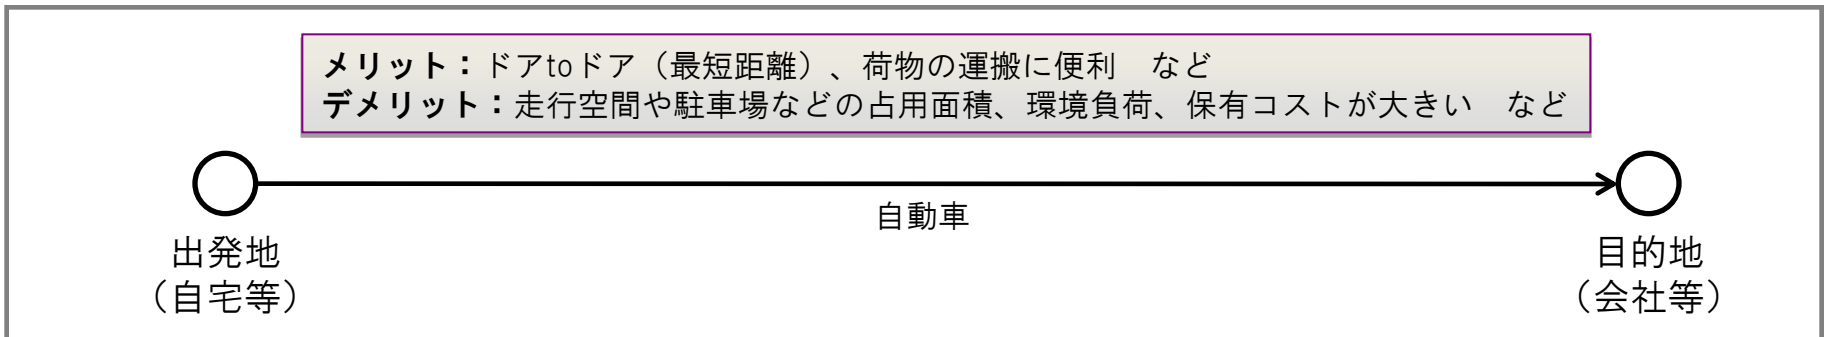 メリット：ドアtoドア（最短距離）、荷物の運搬に便利　など
デメリット：走行空間や駐車場などの占用面積、環境負荷、保有コストが大きい　など
自動車
出発地
（自宅等）
目的地
（会社等）